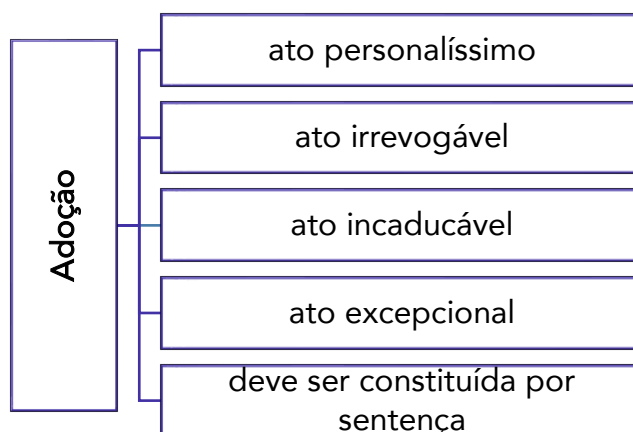 Adoção
ato personalíssimo
ato irrevogável
ato incaducável
ato excepcional
deve ser constituída por
sentença